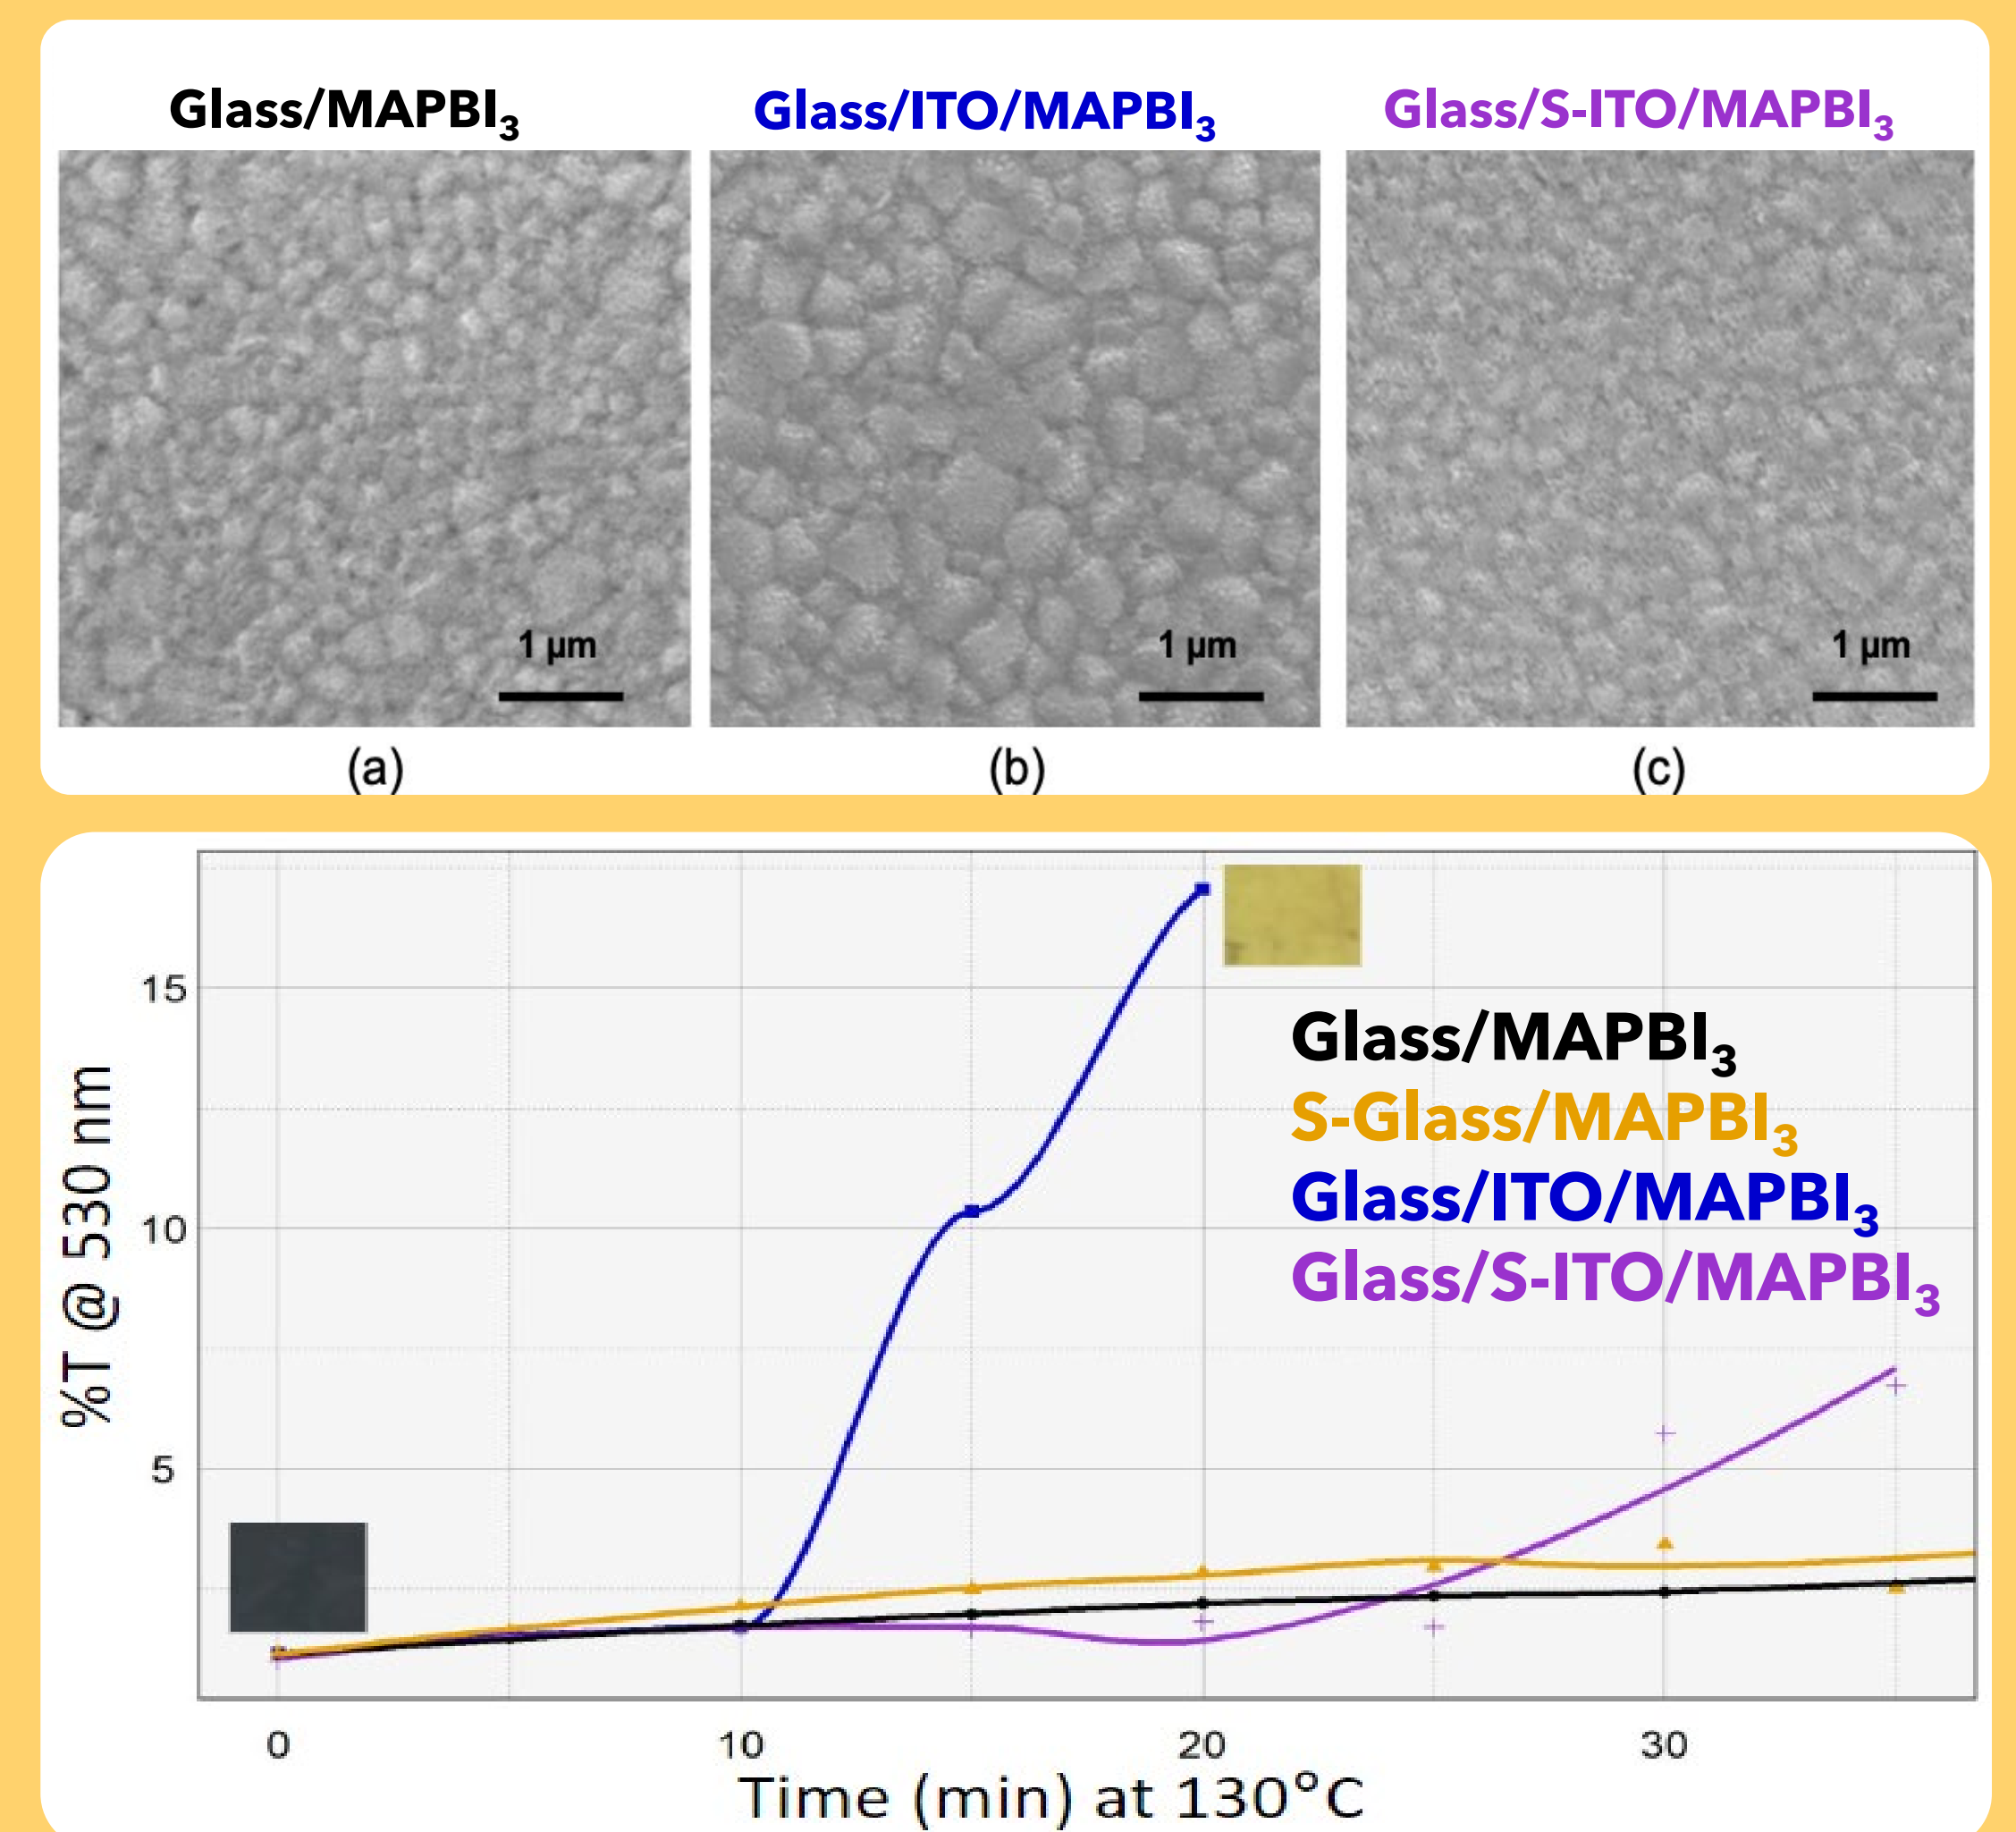 Glass/MAPBI₃
Glass/ITO/MAPBI₃
Glass/S-ITO/MAPBI₃
1 µm
1 µm
1 µm
(a)
(b)
(c)
%T @ 530 nm
15
10
5
Glass/MAPBI₃
S-Glass/MAPBI₃
Glass/ITO/MAPBI₃
Glass/S-ITO/MAPBI₃
0
10
20
30
Time (min) at 130°C